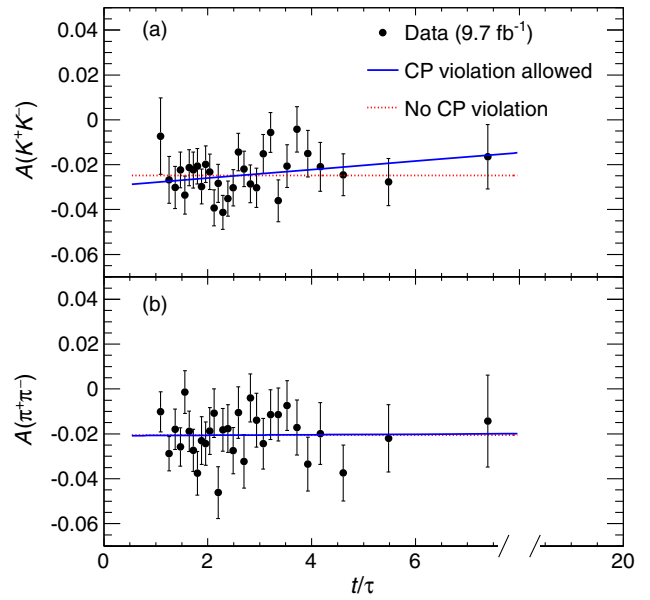 (a)
Data (9.7 fb⁻¹)
CP violation allowed
No CP violation
0.04
0.02
0
-0.02
-0.04
-0.06
A(K⁺K⁻)
(b)
0.04
0.02
0
-0.02
-0.04
-0.06
A(π⁺π⁻)
0 2 4 6 20
t/τ